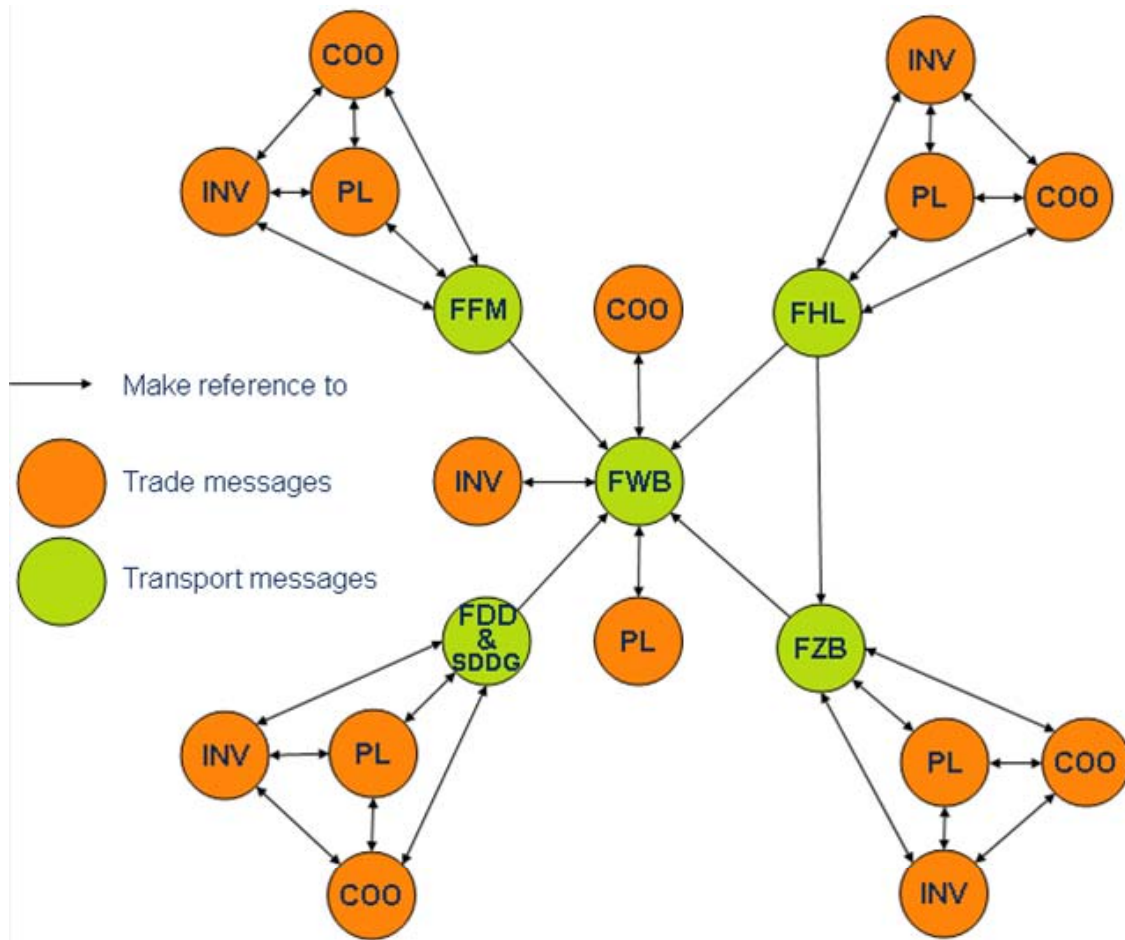 COO
INV
INV
PL
PL
COO
FFM
COO
FHL
Make reference to
Trade messages
INV
FWB
Transport messages
FDD
&
SDDG
PL
FZB
INV
PL
PL
COO
COO
INV